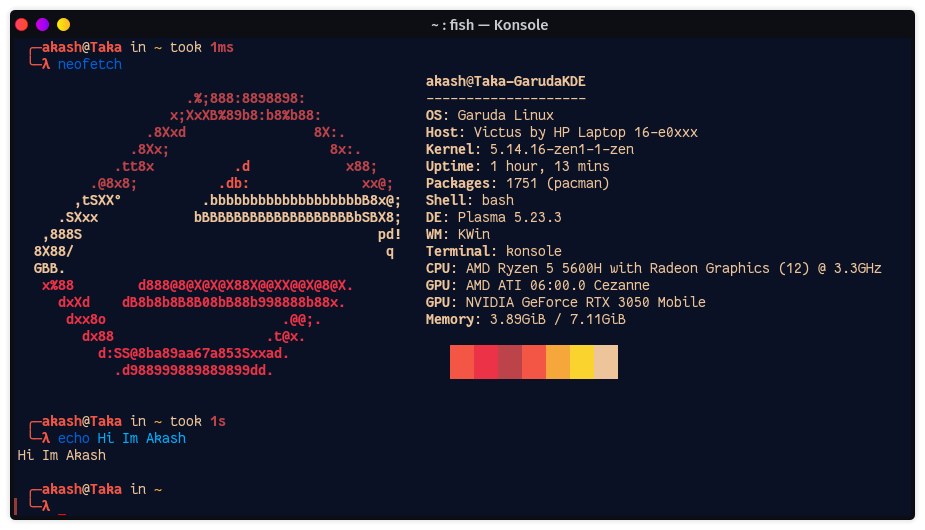 ~ : fish — Konsole
╭─akash@Taka in ~ took 1ms
╰─λ neofetch
akash@Taka-GarudaKDE
--------------------
.%;888:8898898:
x;XxXB%89b8:b8%b88:
.8Xxd 8X:.
.8Xx; 8x:.
.tt8x .d x88;
.@8x8; .db: xx@;
,tSXX° .bbbbbbbbbbbbbbbbbbbB8x@;
.SXxx bBBBBBBBBBBBBBBBBBBBbSBX8;
,888S pd!
8X88/ q
GBB.
x%88 d888@8@X@X@X88X@@XX@@X@8@X.
dxXd dB8b8b8B8B08bB88b998888b88x.
dxx8o .@@;.
dx88 .t@x.
d:SS@8ba89aa67a853Sxxad.
.d988999889889899dd.
OS: Garuda Linux
Host: Victus by HP Laptop 16-e0xxx
Kernel: 5.14.16-zen1-1-zen
Uptime: 1 hour, 13 mins
Packages: 1751 (pacman)
Shell: bash
DE: Plasma 5.23.3
WM: KWin
Terminal: konsole
CPU: AMD Ryzen 5 5600H with Radeon Graphics (12) @ 3.3GHz
GPU: AMD ATI 06:00.0 Cezanne
GPU: NVIDIA GeForce RTX 3050 Mobile
Memory: 3.89GiB / 7.11GiB
╭─akash@Taka in ~ took 1s
╰─λ echo Hi Im Akash
Hi Im Akash
╭─akash@Taka in ~
╰─λ _